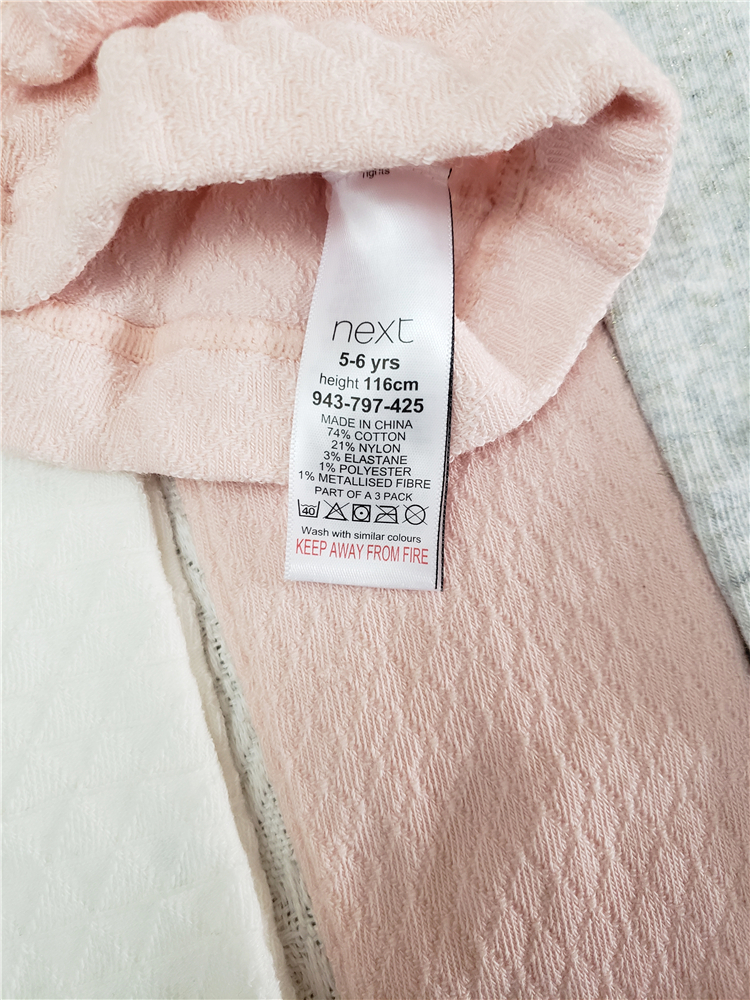 rights
next
5-6 yrs
height 116cm
943-797-425
MADE IN CHINA
74% COTTON
21% NYLON
3% ELASTANE
1% POLYESTER
1% METALLISED FIBRE
PART OF A 3 PACK
40
Wash with similar colours
KEEP AWAY FROM FIRE